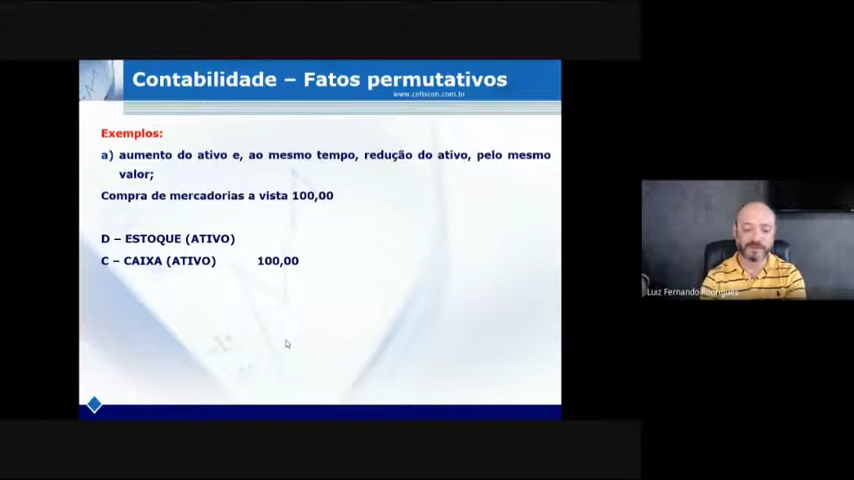 Contabilidade – Fatos permutativos
www.cefiscon.com.br
Exemplos:
a) aumento do ativo e, ao mesmo tempo, redução do ativo, pelo mesmo
valor;
Compra de mercadorias a vista 100,00
D – ESTOQUE (ATIVO)
C – CAIXA (ATIVO) 100,00
Luiz Fernando Rodrigues